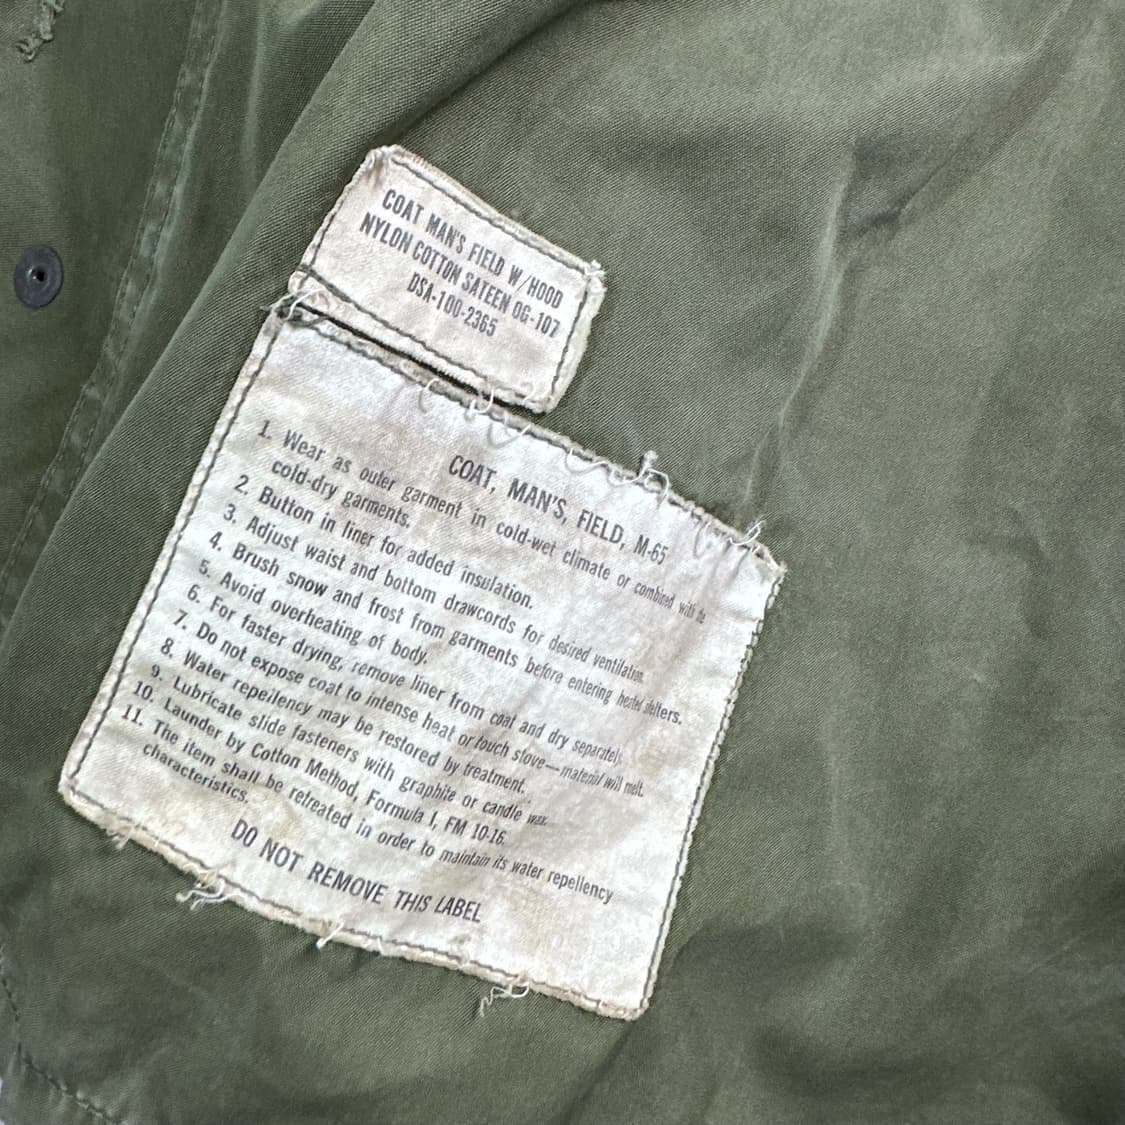 COAT MAN'S FIELD W/HOOD
NYLON COTTON SATEEN OG-107
DSA-100-2365
COAT, MAN'S, FIELD, M-65
1. Wear as outer garment in cold-wet climate or combined with
cold-dry garments.
2. Button in liner for added insulation.
3. Adjust waist and bottom drawcords for desired ventilation.
4. Brush snow and frost from garments before entering heated shelters.
5. Avoid overheating of body.
6. For faster drying, remove liner from coat and dry separately.
7. Do not expose coat to intense heat or touch stove—material will melt.
8. Water repellency may be restored by treatment.
9. Lubricate slide fasteners with graphite or candle wax.
10. Launder by Cotton Method, Formula I, FM 10-16.
11. The item shall be retreated in order to maintain its water repellency
characteristics.
DO NOT REMOVE THIS LABEL